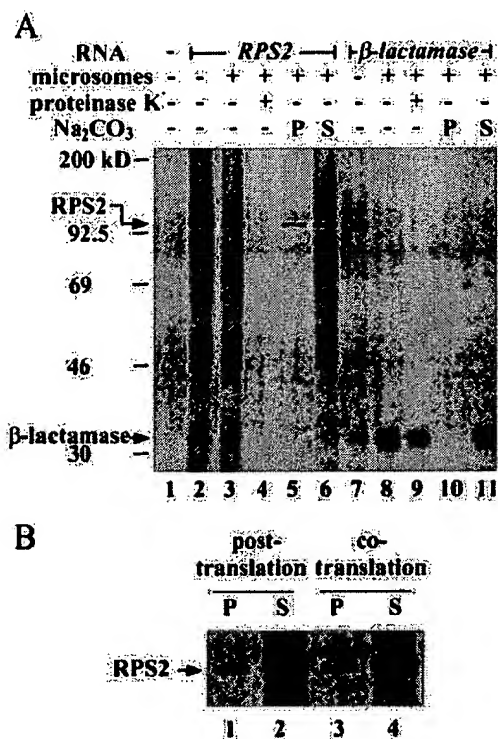 A
RNA - RPS2 β-lactamase
microsomes - - + + + + - + + + +
proteinase K - - - + - - - - + - -
Na₂CO₃ - - - - P S - - - P S
200 kD
RPS2
92.5
69
46
β-lactamase
30
1 2 3 4 5 6 7 8 9 10 11
B
post- co-
translation translation
P S P S
RPS2
1 2 3 4